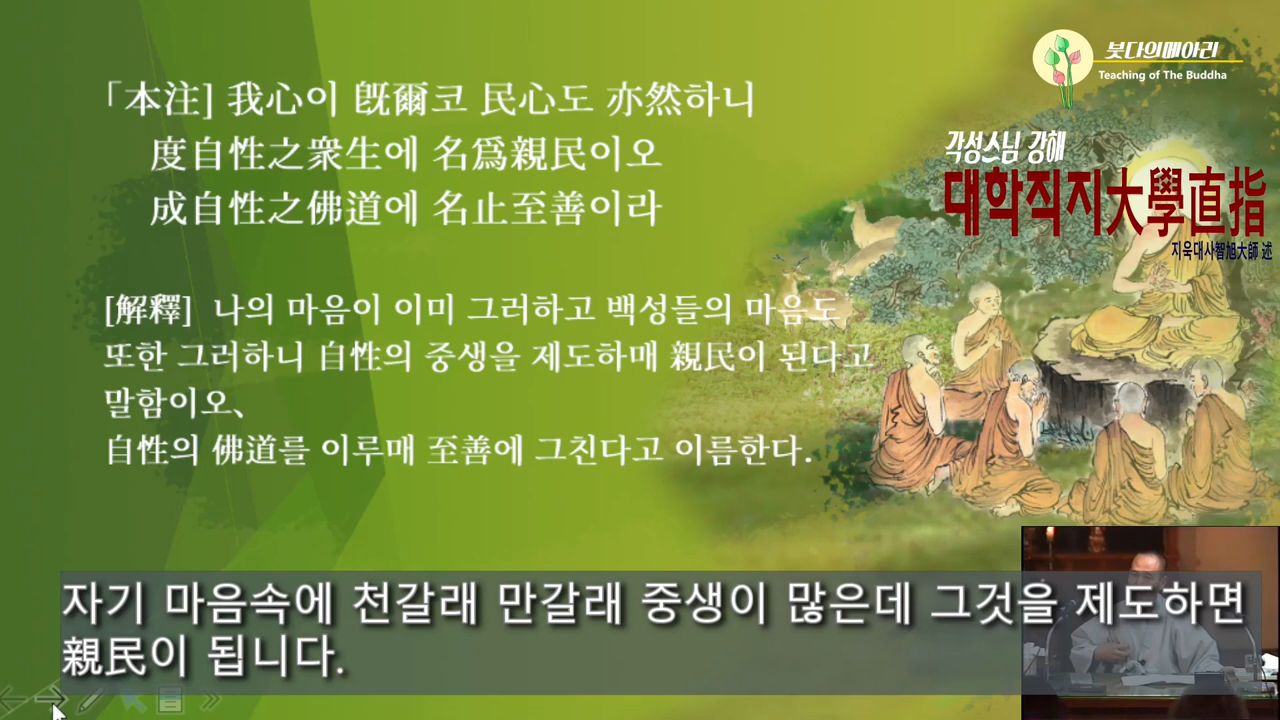 「本注] 我心이 旣爾코 民心도 亦然하니
度自性之衆生에 名爲親民이오
成自性之佛道에 名止至善이라
[解釋] 나의 마음이 이미 그러하고 백성들의 마음도
또한 그러하니 自性의 중생을 제도하매 親民이 된다고
말함이오、
自性의 佛道를 이루매 至善에 그친다고 이름한다.
붓다의메아리
Teaching of The Buddha
각성스님 강해
대학직지大學直指
지욱대사智旭大師 述
자기 마음속에 천갈래 만갈래 중생이 많은데 그것을 제도하면
親民이 됩니다.